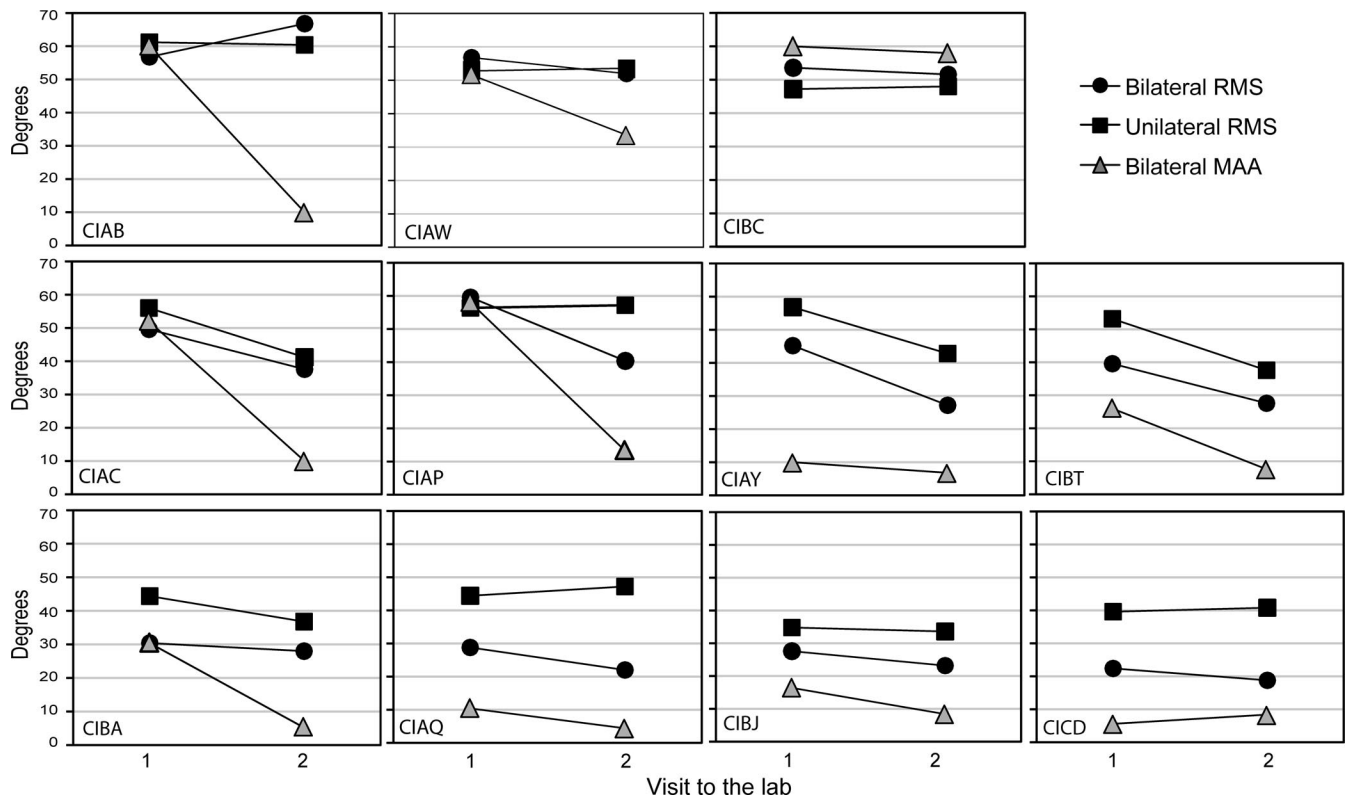 70
60
50
40
30
20
10
0
Degrees
CIAB
CIAW
CIBC
Bilateral RMS
Unilateral RMS
Bilateral MAA
70
60
50
40
30
20
10
0
Degrees
CIAC
CIAP
CIAY
CIBT
70
60
50
40
30
20
10
0
Degrees
CIBA
CIAQ
CIBJ
CICD
1 2 1 2 1 2 1 2
Visit to the lab